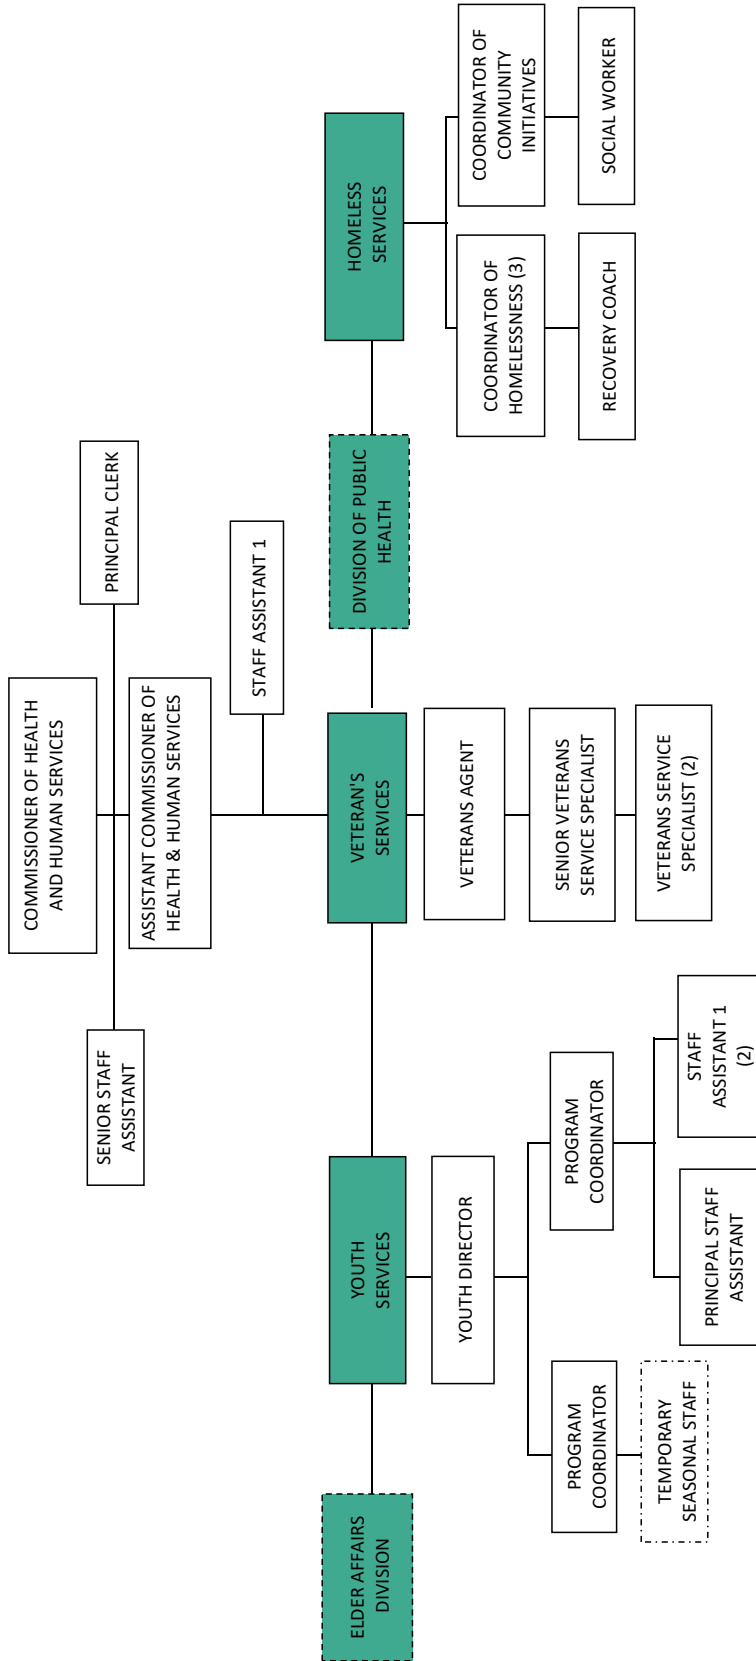 COMMISSIONER OF HEALTH
AND HUMAN SERVICES
SENIOR STAFF
ASSISTANT
PRINCIPAL CLERK
ASSISTANT COMMISSIONER OF
HEALTH & HUMAN SERVICES
STAFF ASSISTANT 1
ELDER AFFAIRS
DIVISION
YOUTH
SERVICES
VETERAN'S
SERVICES
DIVISION OF PUBLIC
HEALTH
HOMELESS
SERVICES
YOUTH DIRECTOR
PROGRAM
COORDINATOR
TEMPORARY
SEASONAL STAFF
PROGRAM
COORDINATOR
PRINCIPAL STAFF
ASSISTANT
STAFF
ASSISTANT 1
(2)
VETERANS AGENT
SENIOR VETERANS
SERVICE SPECIALIST
VETERANS SERVICE
SPECIALIST (2)
COORDINATOR OF
HOMELESSNESS (3)
RECOVERY COACH
COORDINATOR OF
COMMUNITY
INITIATIVES
SOCIAL WORKER